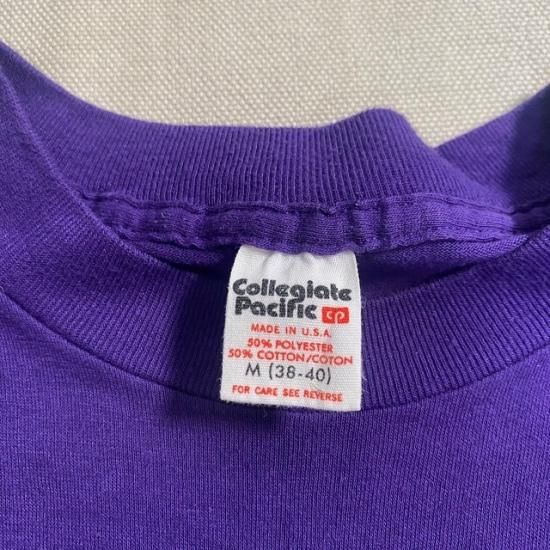 Collegiate
Pacific cp
MADE IN U.S.A.
50% POLYESTER
50% COTTON/COTON
M (38-40)
FOR CARE SEE REVERSE